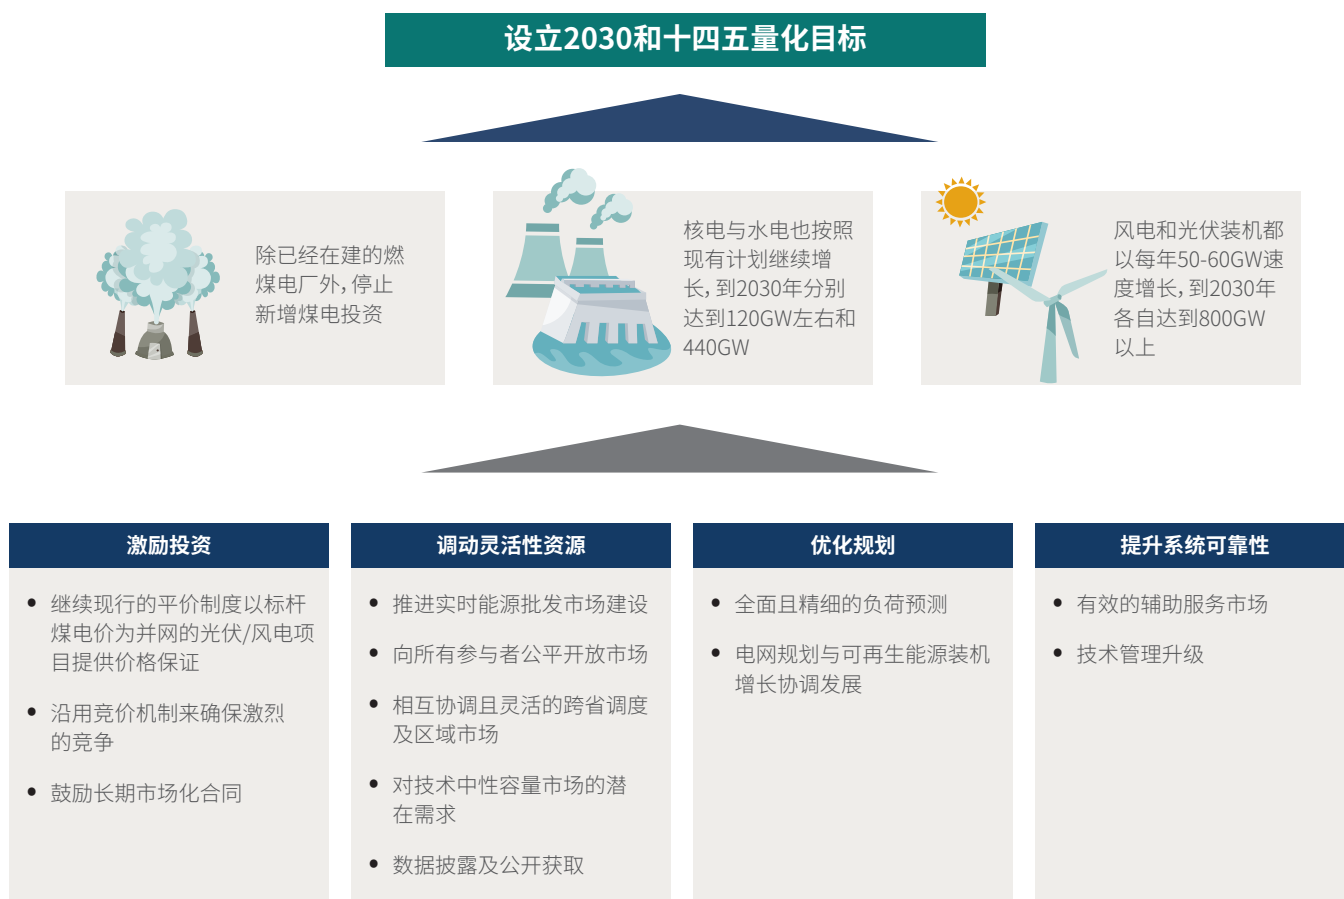 设立2030和十四五量化目标
除已经在建的燃
煤电厂外，停止
新增煤电投资
核电与水电也按照
现有计划继续增
长，到2030年分别
达到120GW左右和
440GW
风电和光伏装机都
以每年50-60GW速
度增长，到2030年
各自达到800GW
以上
激励投资
• 继续现行的平价制度以标杆
煤电价为并网的光伏/风电项
目提供价格保证
• 沿用竞价机制来确保激烈
的竞争
• 鼓励长期市场化合同
调动灵活性资源
• 推进实时能源批发市场建设
• 向所有参与者公平开放市场
• 相互协调且灵活的跨省调度
及区域市场
• 对技术中性容量市场的潜
在需求
• 数据披露及公开获取
优化规划
• 全面且精细的负荷预测
• 电网规划与可再生能源装机
增长协调发展
提升系统可靠性
• 有效的辅助服务市场
• 技术管理升级